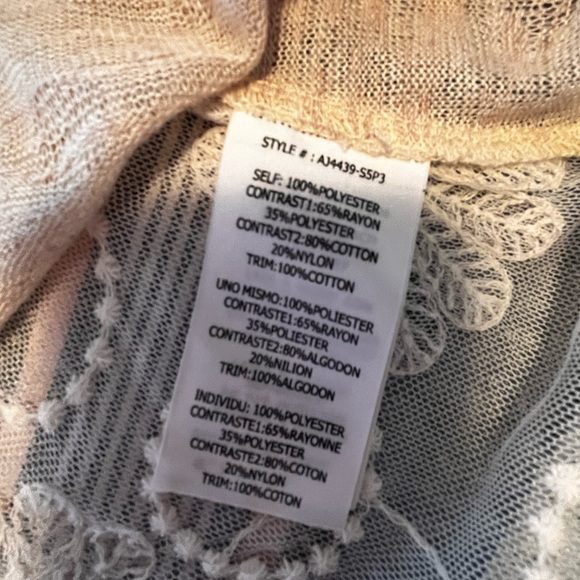 STYLE # : AJ4439-S5P3
SELF: 100%POLYESTER
CONTRAST1:65%RAYON
35%POLYESTER
CONTRAST2:80%COTTON
20%NYLON
TRIM:100%COTTON
UNO MISMO:100%POLIESTER
CONTRASTE1:65%RAYON
35%POLIESTER
CONTRASTE2:80%ALGODON
20%NILION
TRIM:100%ALGODON
INDIVIDU: 100%POLYESTER
CONTRASTE1:65%RAYONNE
35%POLYESTER
CONTRASTE2:80%COTON
20%NYLON
TRIM:100%COTON